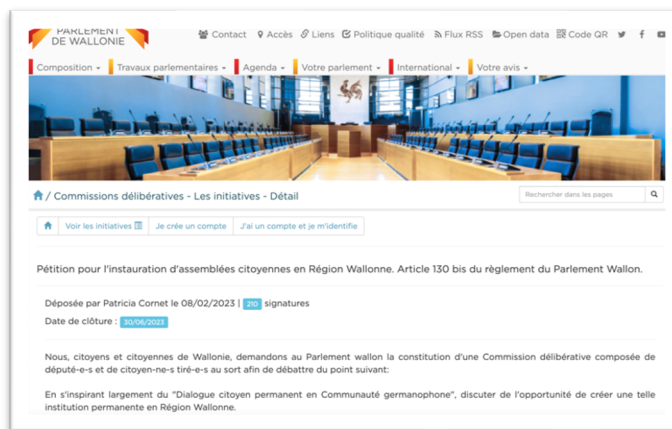 PARLEMENT
DE WALLONIE
Contact Accès Liens Politique qualité Flux RSS Open data Code QR
Composition Travaux parlementaires Agenda Votre parlement International Votre avis
/ Commissions délibératives - Les initiatives - Détail
Rechercher dans les pages
Voir les initiatives Je crée un compte J'ai un compte et je m'identifie
Pétition pour l'instauration d'assemblées citoyennes en Région Wallonne. Article 130 bis du règlement du Parlement Wallon.
Déposée par Patricia Cornet le 08/02/2023 | 210 signatures
Date de clôture : 30/06/2023
Nous, citoyens et citoyennes de Wallonie, demandons au Parlement wallon la constitution d'une Commission délibérative composée de
député-e-s et de citoyen-ne-s tiré-e-s au sort afin de débattre du point suivant:
En s'inspirant largement du "Dialogue citoyen permanent en Communauté germanophone", discuter de l'opportunité de créer une telle
institution permanente en Région Wallonne.